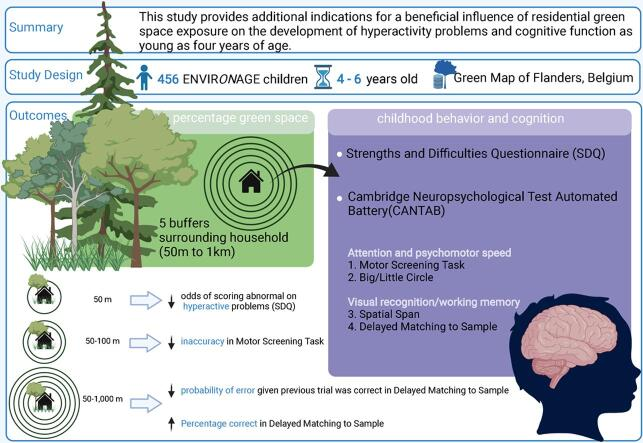 Summary
This study provides additional indications for a beneficial influence of residential green
space exposure on the development of hyperactivity problems and cognitive function as
young as four years of age.
Study Design
456 ENVIRONAGE children
4 - 6 years old
Green Map of Flanders, Belgium
Outcomes
percentage green space
5 buffers
surrounding household
(50m to 1km)
childhood behavior and cognition
• Strengths and Difficulties Questionnaire (SDQ)
• Cambridge Neuropsychological Test Automated
Battery(CANTAB)
Attention and psychomotor speed
1. Motor Screening Task
2. Big/Little Circle
Visual recognition/working memory
3. Spatial Span
4. Delayed Matching to Sample
50 m
odds of scoring abnormal on
hyperactive problems (SDQ)
50-100 m
inaccuracy in Motor Screening Task
50-1,000 m
probability of error given previous trial was correct in Delayed Matching to Sample
Percentage correct in Delayed Matching to Sample